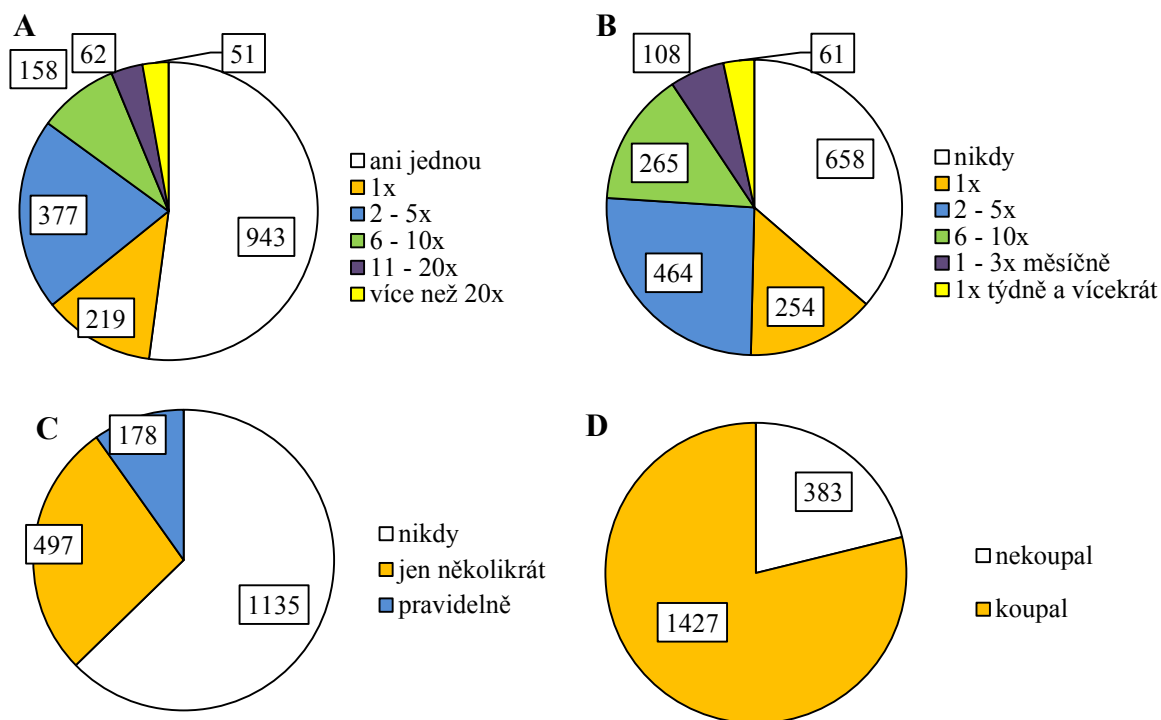 A
158
62
51
377
943
219
ani jednou
1x
2 - 5x
6 - 10x
11 - 20x
více než 20x
B
108
61
658
265
464
254
nikdy
1x
2 - 5x
6 - 10x
1 - 3x měsíčně
1x týdně a vícekrát
C
178
497
1135
nikdy
jen několikrát
pravidelně
D
383
1427
nekoupal
koupal